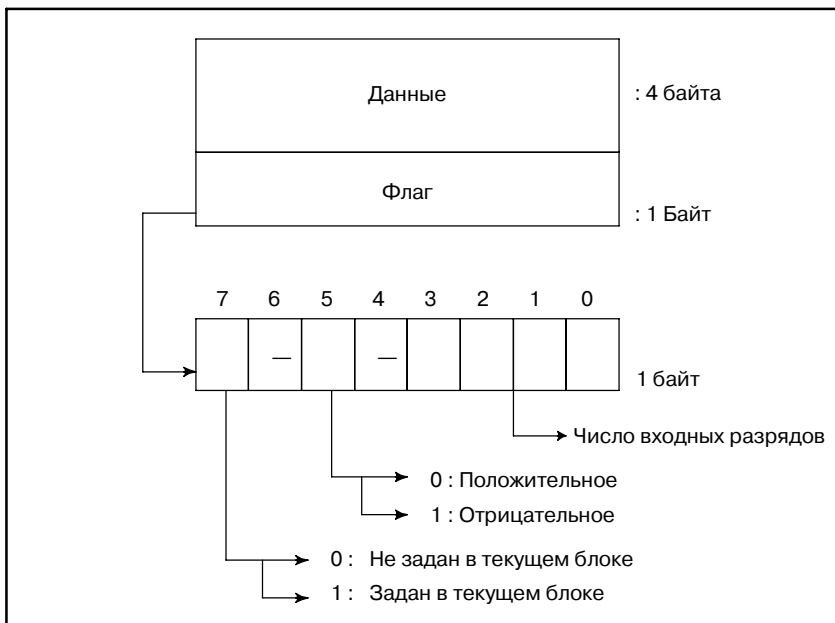 Данные : 4 байта
Флаг : 1 Байт
7 6 5 4 3 2 1 0
— —
1 байт
Число входных разрядов
0 : Положительное
1 : Отрицательное
0 : Не задан в текущем блоке
1 : Задан в текущем блоке